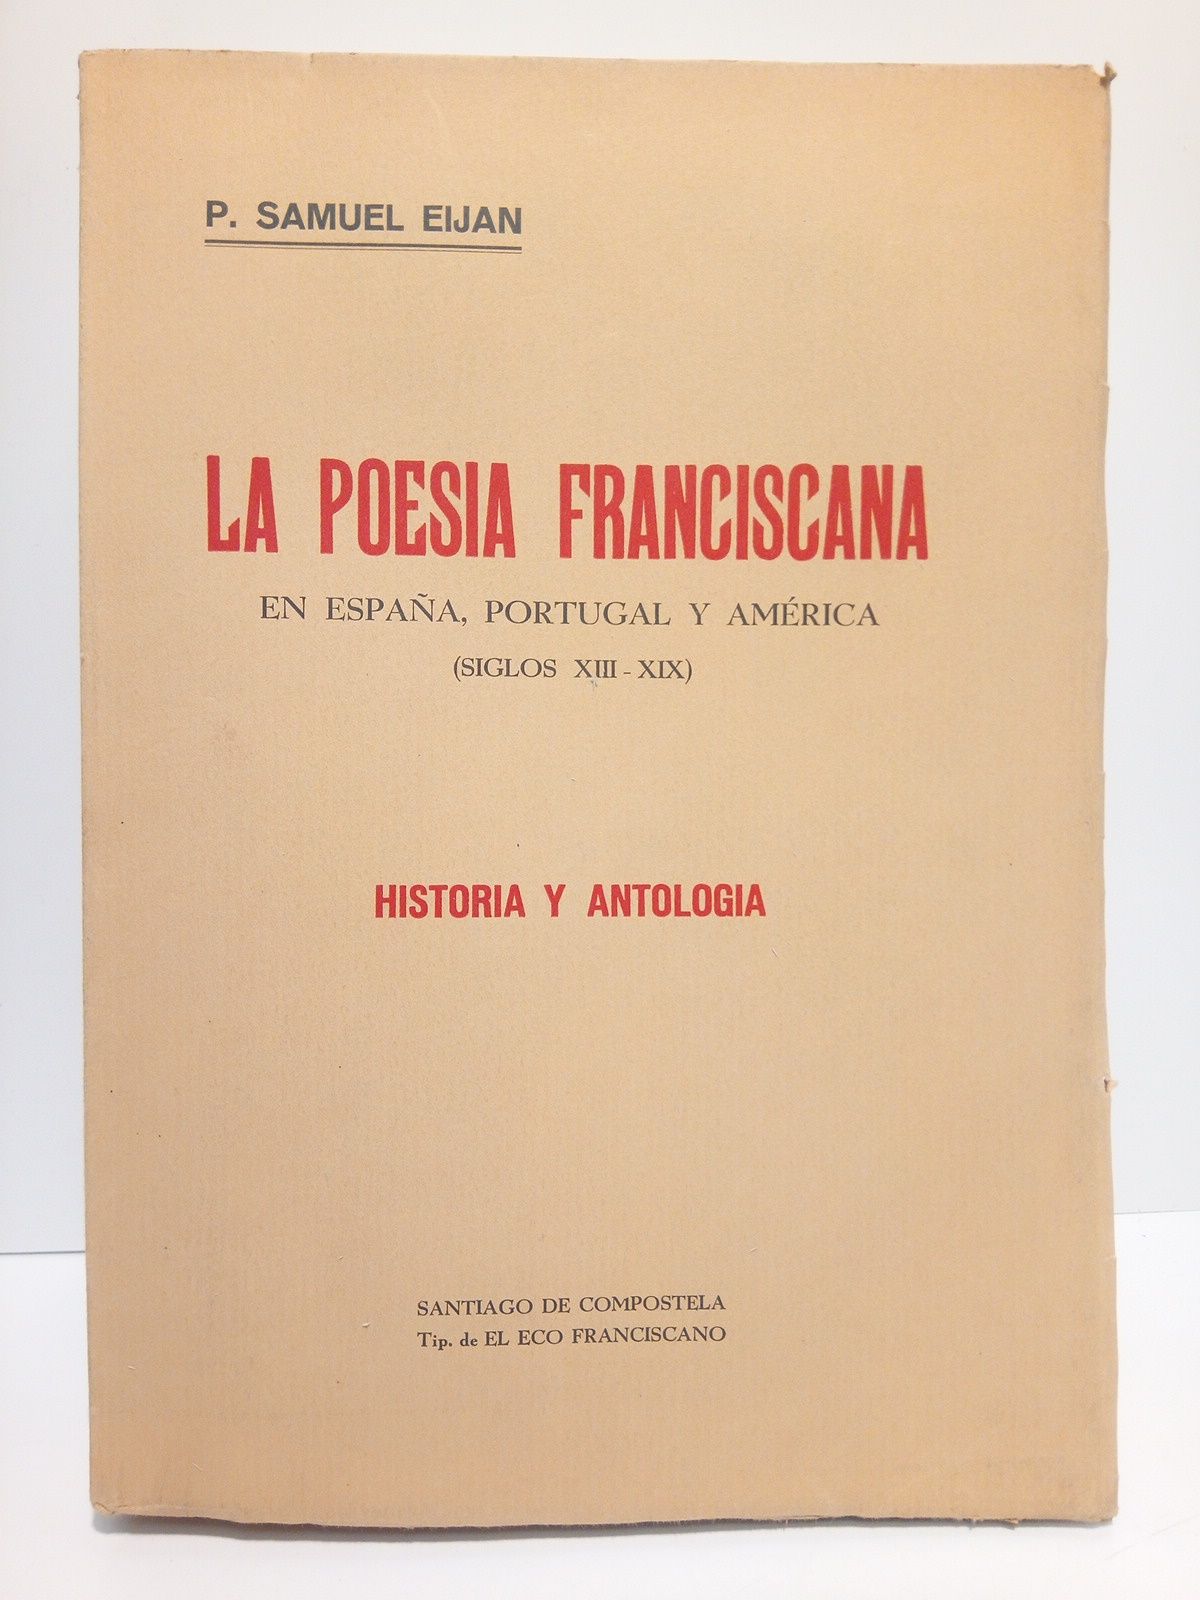 P. SAMUEL EIJAN
LA POESIA FRANCISCANA
EN ESPAÑA, PORTUGAL Y AMÉRICA
(SIGLOS XIII - XIX)
HISTORIA Y ANTOLOGIA
SANTIAGO DE COMPOSTELA
Tip. de EL ECO FRANCISCANO